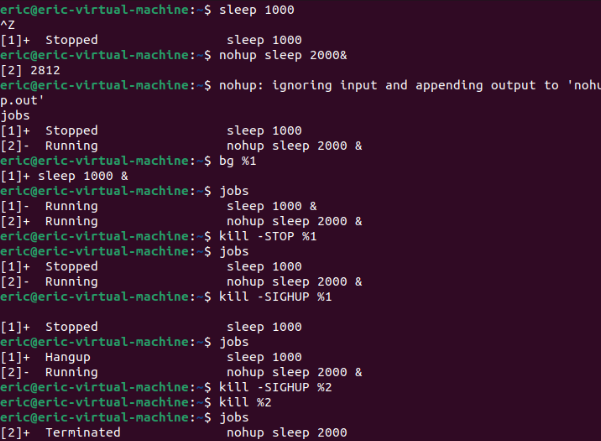 eric@eric-virtual-machine:~$ sleep 1000
^Z
[1]+  Stopped                 sleep 1000
eric@eric-virtual-machine:~$ nohup sleep 2000&
[2] 2812
eric@eric-virtual-machine:~$ nohup: ignoring input and appending output to 'nohu
p.out'
jobs
[1]+  Stopped                 sleep 1000
[2]-  Running                 nohup sleep 2000 &
eric@eric-virtual-machine:~$ bg %1
[1]+ sleep 1000 &
eric@eric-virtual-machine:~$ jobs
[1]-  Running                 sleep 1000 &
[2]+  Running                 nohup sleep 2000 &
eric@eric-virtual-machine:~$ kill -STOP %1
eric@eric-virtual-machine:~$ jobs
[1]+  Stopped                 sleep 1000
[2]-  Running                 nohup sleep 2000 &
eric@eric-virtual-machine:~$ kill -SIGHUP %1

[1]+  Stopped                 sleep 1000
eric@eric-virtual-machine:~$ jobs
[1]+  Hangup                  sleep 1000
[2]-  Running                 nohup sleep 2000 &
eric@eric-virtual-machine:~$ kill -SIGHUP %2
eric@eric-virtual-machine:~$ kill %2
eric@eric-virtual-machine:~$ jobs
[2]+  Terminated              nohup sleep 2000